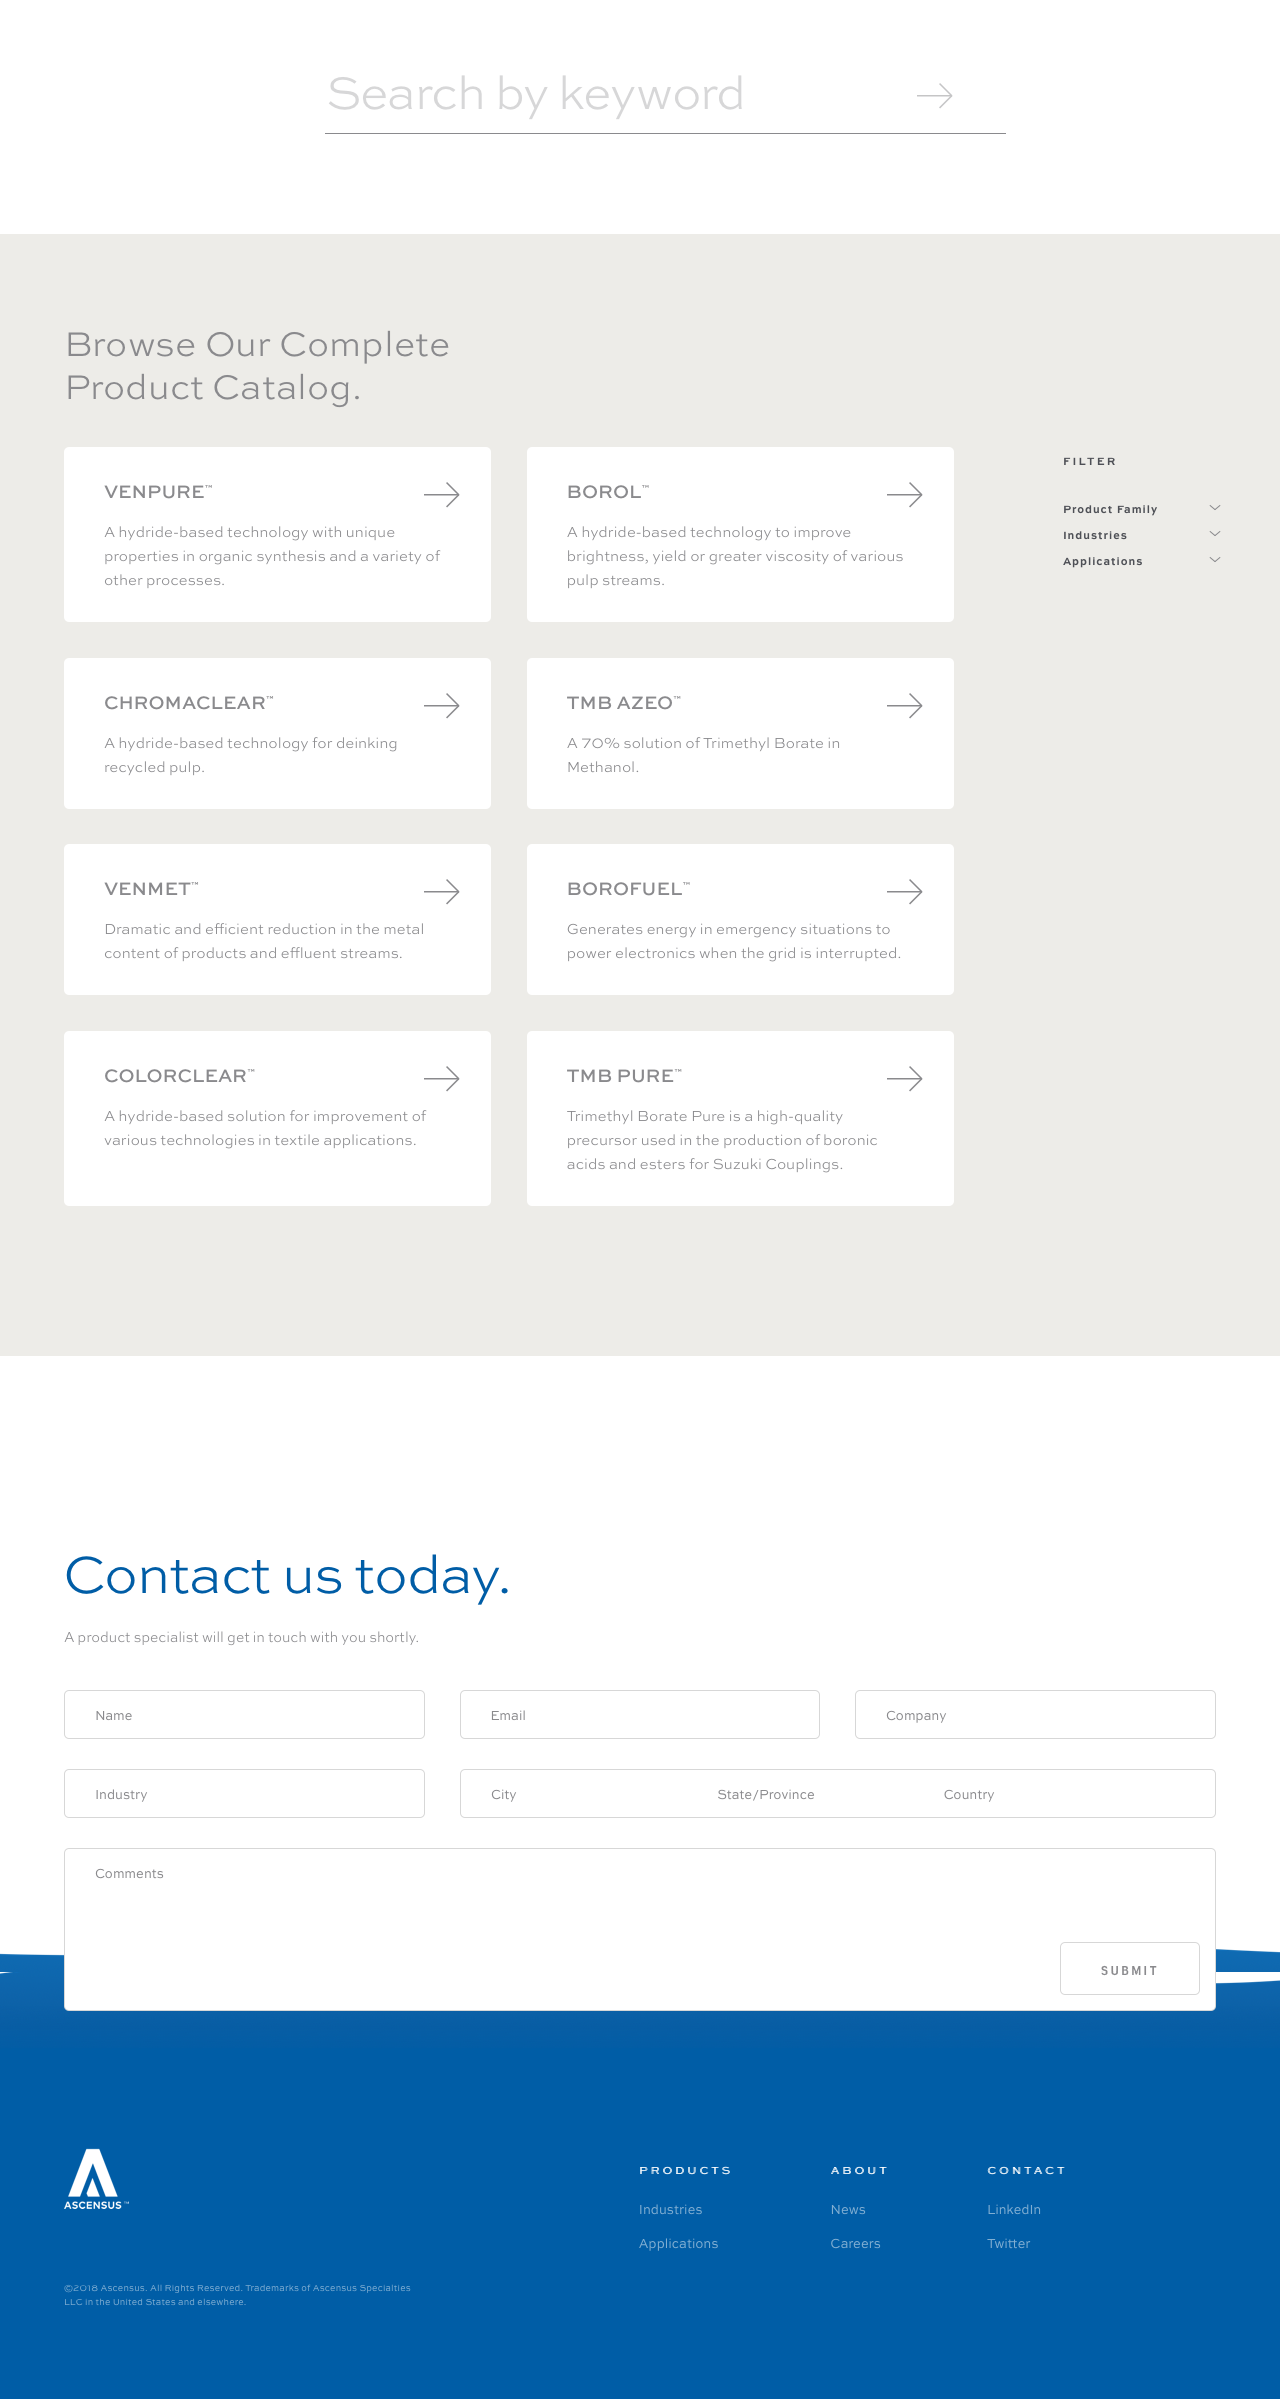 Search by keyword
Browse Our Complete
Product Catalog.
VENPURE™
A hydride-based technology with unique
properties in organic synthesis and a variety of
other processes.
BOROL™
A hydride-based technology to improve
brightness, yield or greater viscosity of various
pulp streams.
FILTER
Product Family
Industries
Applications
CHROMACLEAR™
A hydride-based technology for deinking
recycled pulp.
TMB AZEO™
A 70% solution of Trimethyl Borate in
Methanol.
VENMET™
Dramatic and efficient reduction in the metal
content of products and effluent streams.
BOROFUEL™
Generates energy in emergency situations to
power electronics when the grid is interrupted.
COLORCLEAR™
A hydride-based solution for improvement of
various technologies in textile applications.
TMB PURE™
Trimethyl Borate Pure is a high-quality
precursor used in the production of boronic
acids and esters for Suzuki Couplings.
Contact us today.
A product specialist will get in touch with you shortly.
Name
Email
Company
Industry
City
State/Province
Country
Comments
SUBMIT
ASCENSUS™
PRODUCTS
Industries
Applications
ABOUT
News
Careers
CONTACT
LinkedIn
Twitter
©2018 Ascensus. All Rights Reserved. Trademarks of Ascensus Specialties
LLC in the United States and elsewhere.